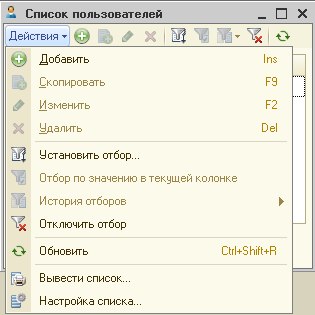 Список пользователей
Действия
Добавить Ins
Скопировать F9
Изменить F2
Удалить Del
Установить отбор...
Отбор по значению в текущей колонке
История отборов
Отключить отбор
Обновить Ctrl+Shift+R
Вывести список...
Настройка списка...